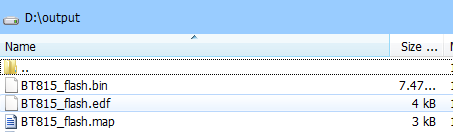 D:\output
Name Size ...
..
BT815_flash.bin 7.47...
BT815_flash.edf 4 kB
BT815_flash.map 3 kB